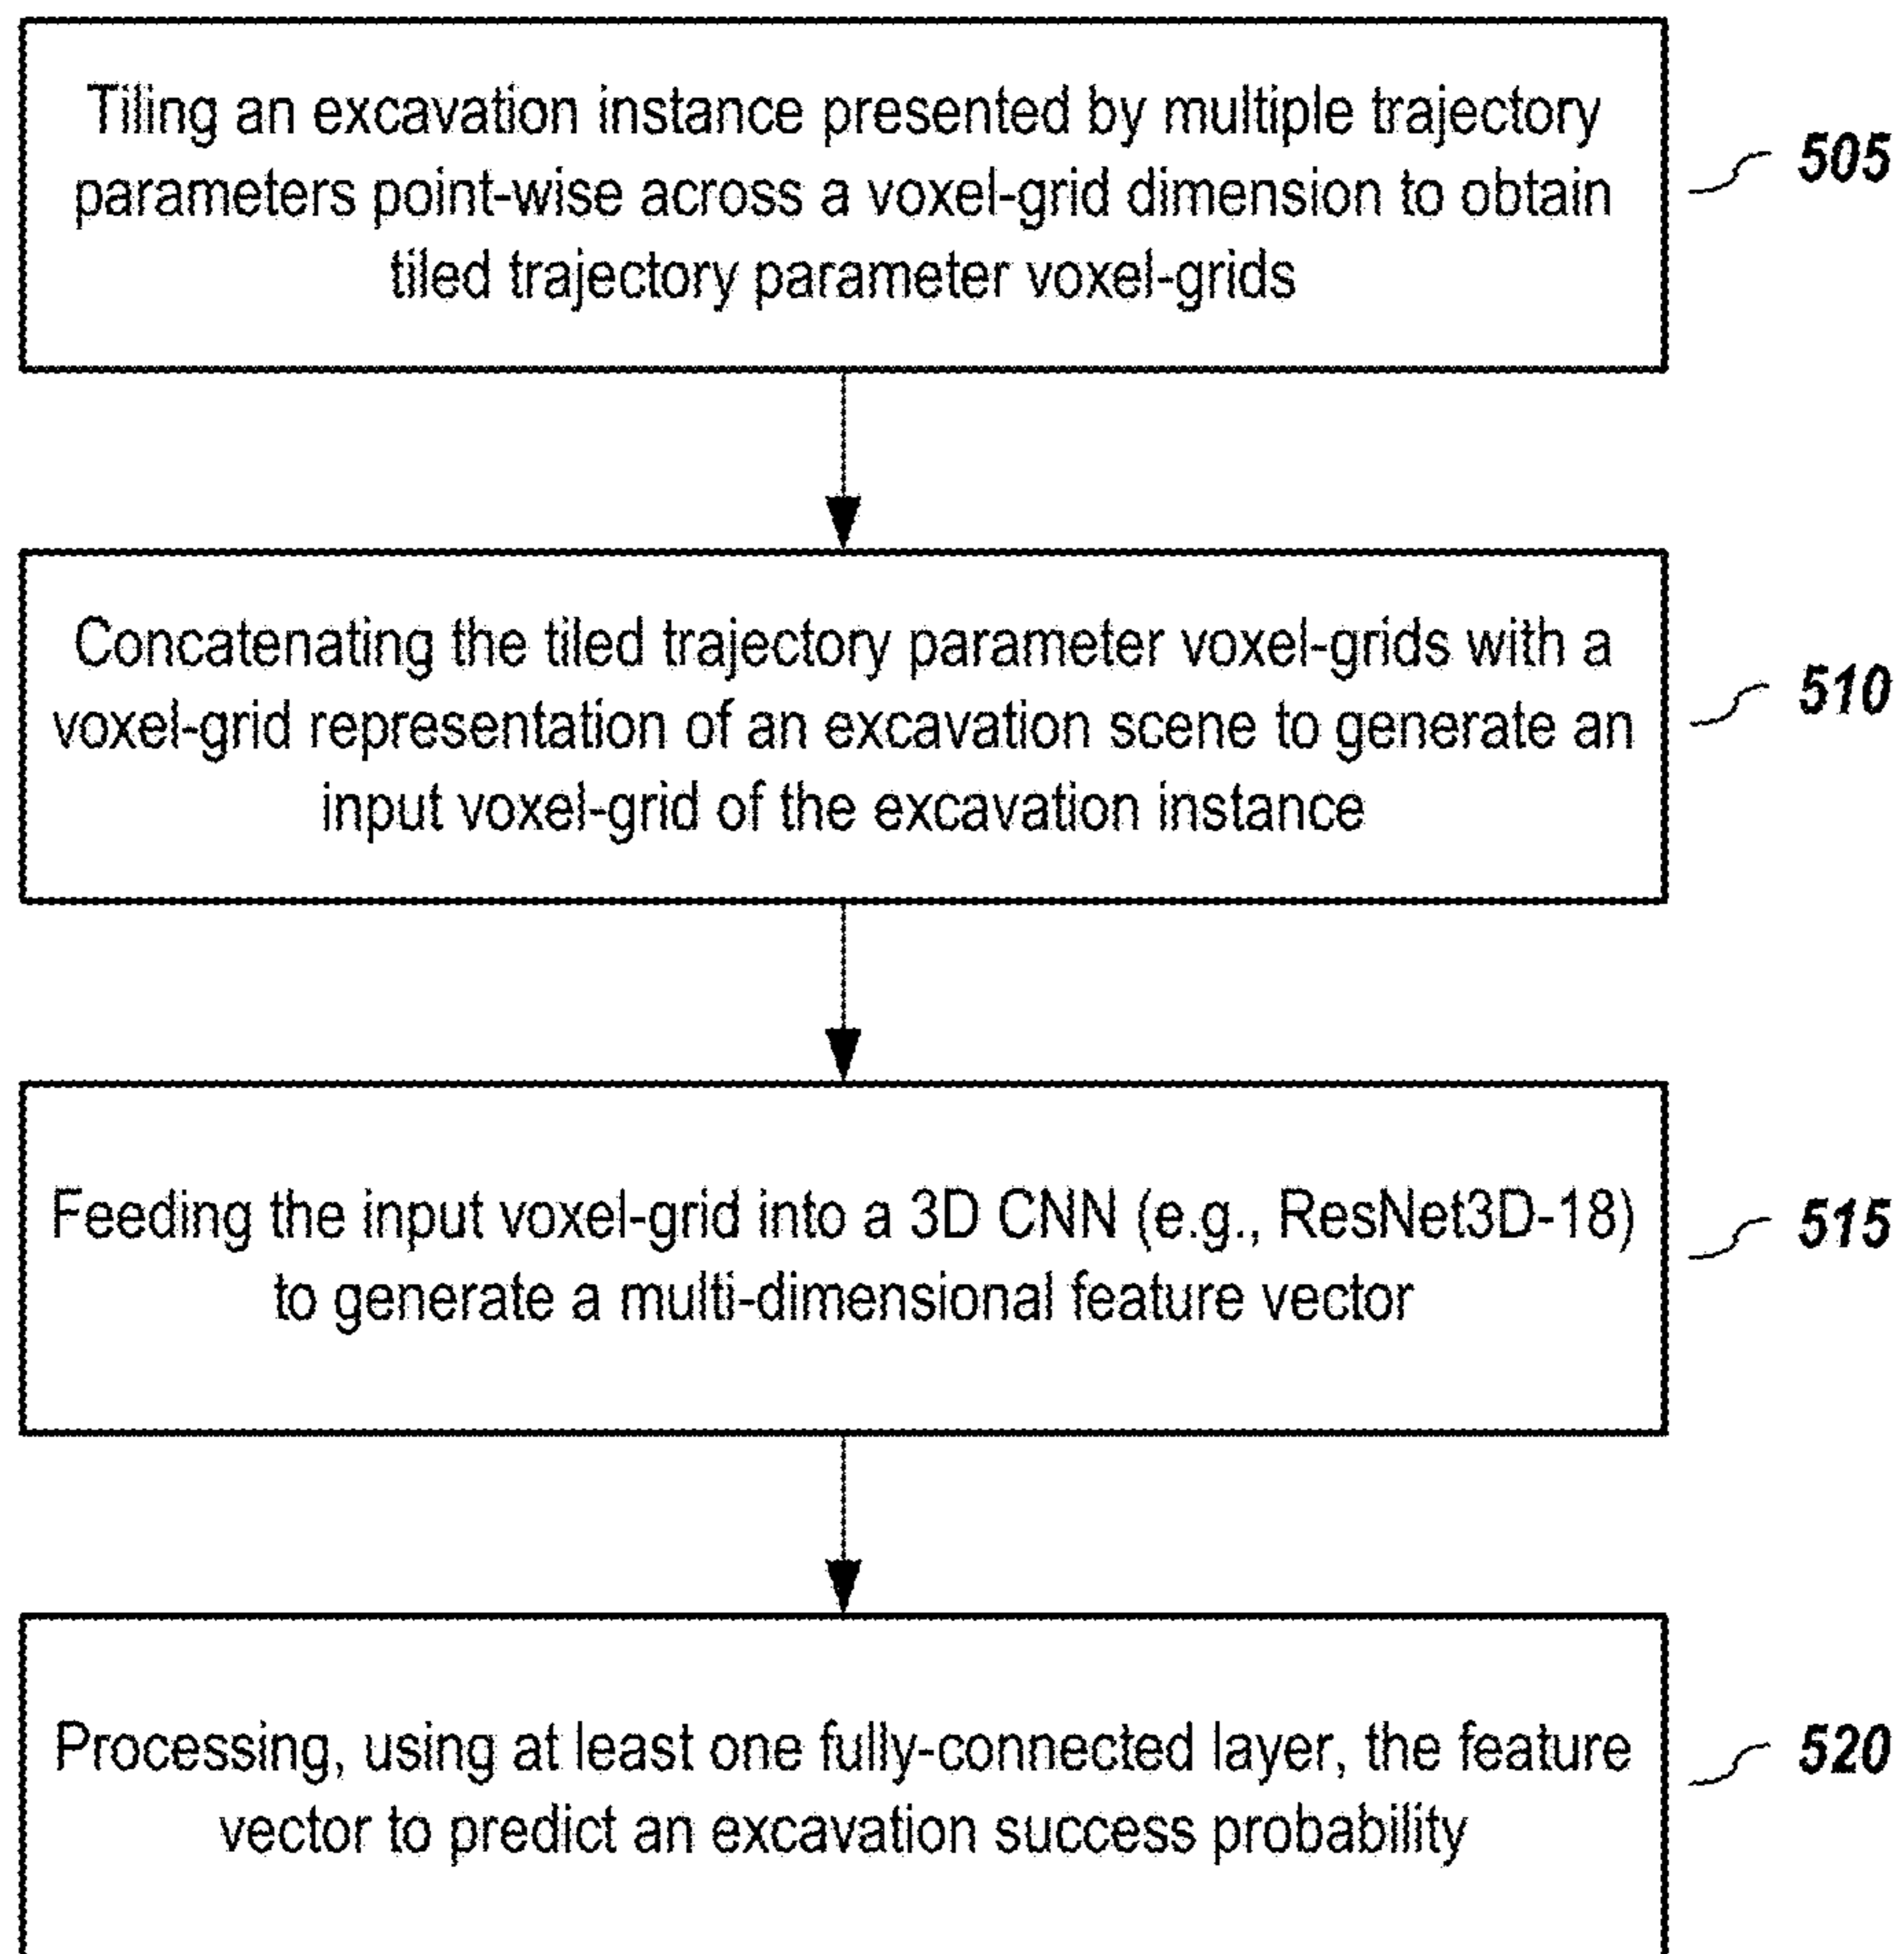 Tiling an excavation instance presented by multiple trajectory
parameters point-wise across a voxel-grid dimension to obtain
tiled trajectory parameter voxel-grids
505
Concatenating the tiled trajectory parameter voxel-grids with a
voxel-grid representation of an excavation scene to generate an
input voxel-grid of the excavation instance
510
Feeding the input voxel-grid into a 3D CNN (e.g., ResNet3D-18)
to generate a multi-dimensional feature vector
515
Processing, using at least one fully-connected layer, the feature
vector to predict an excavation success probability
520